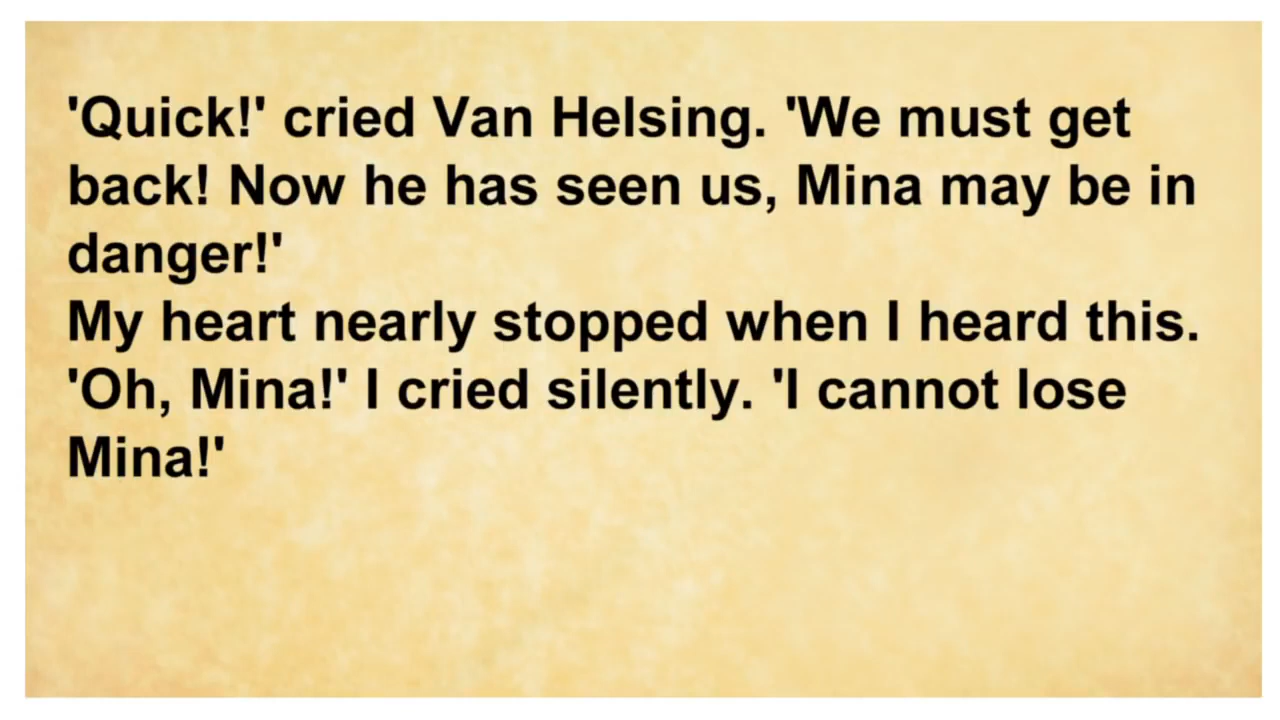 'Quick!' cried Van Helsing. 'We must get
back! Now he has seen us, Mina may be in
danger!'
My heart nearly stopped when I heard this.
'Oh, Mina!' I cried silently. 'I cannot lose
Mina!'